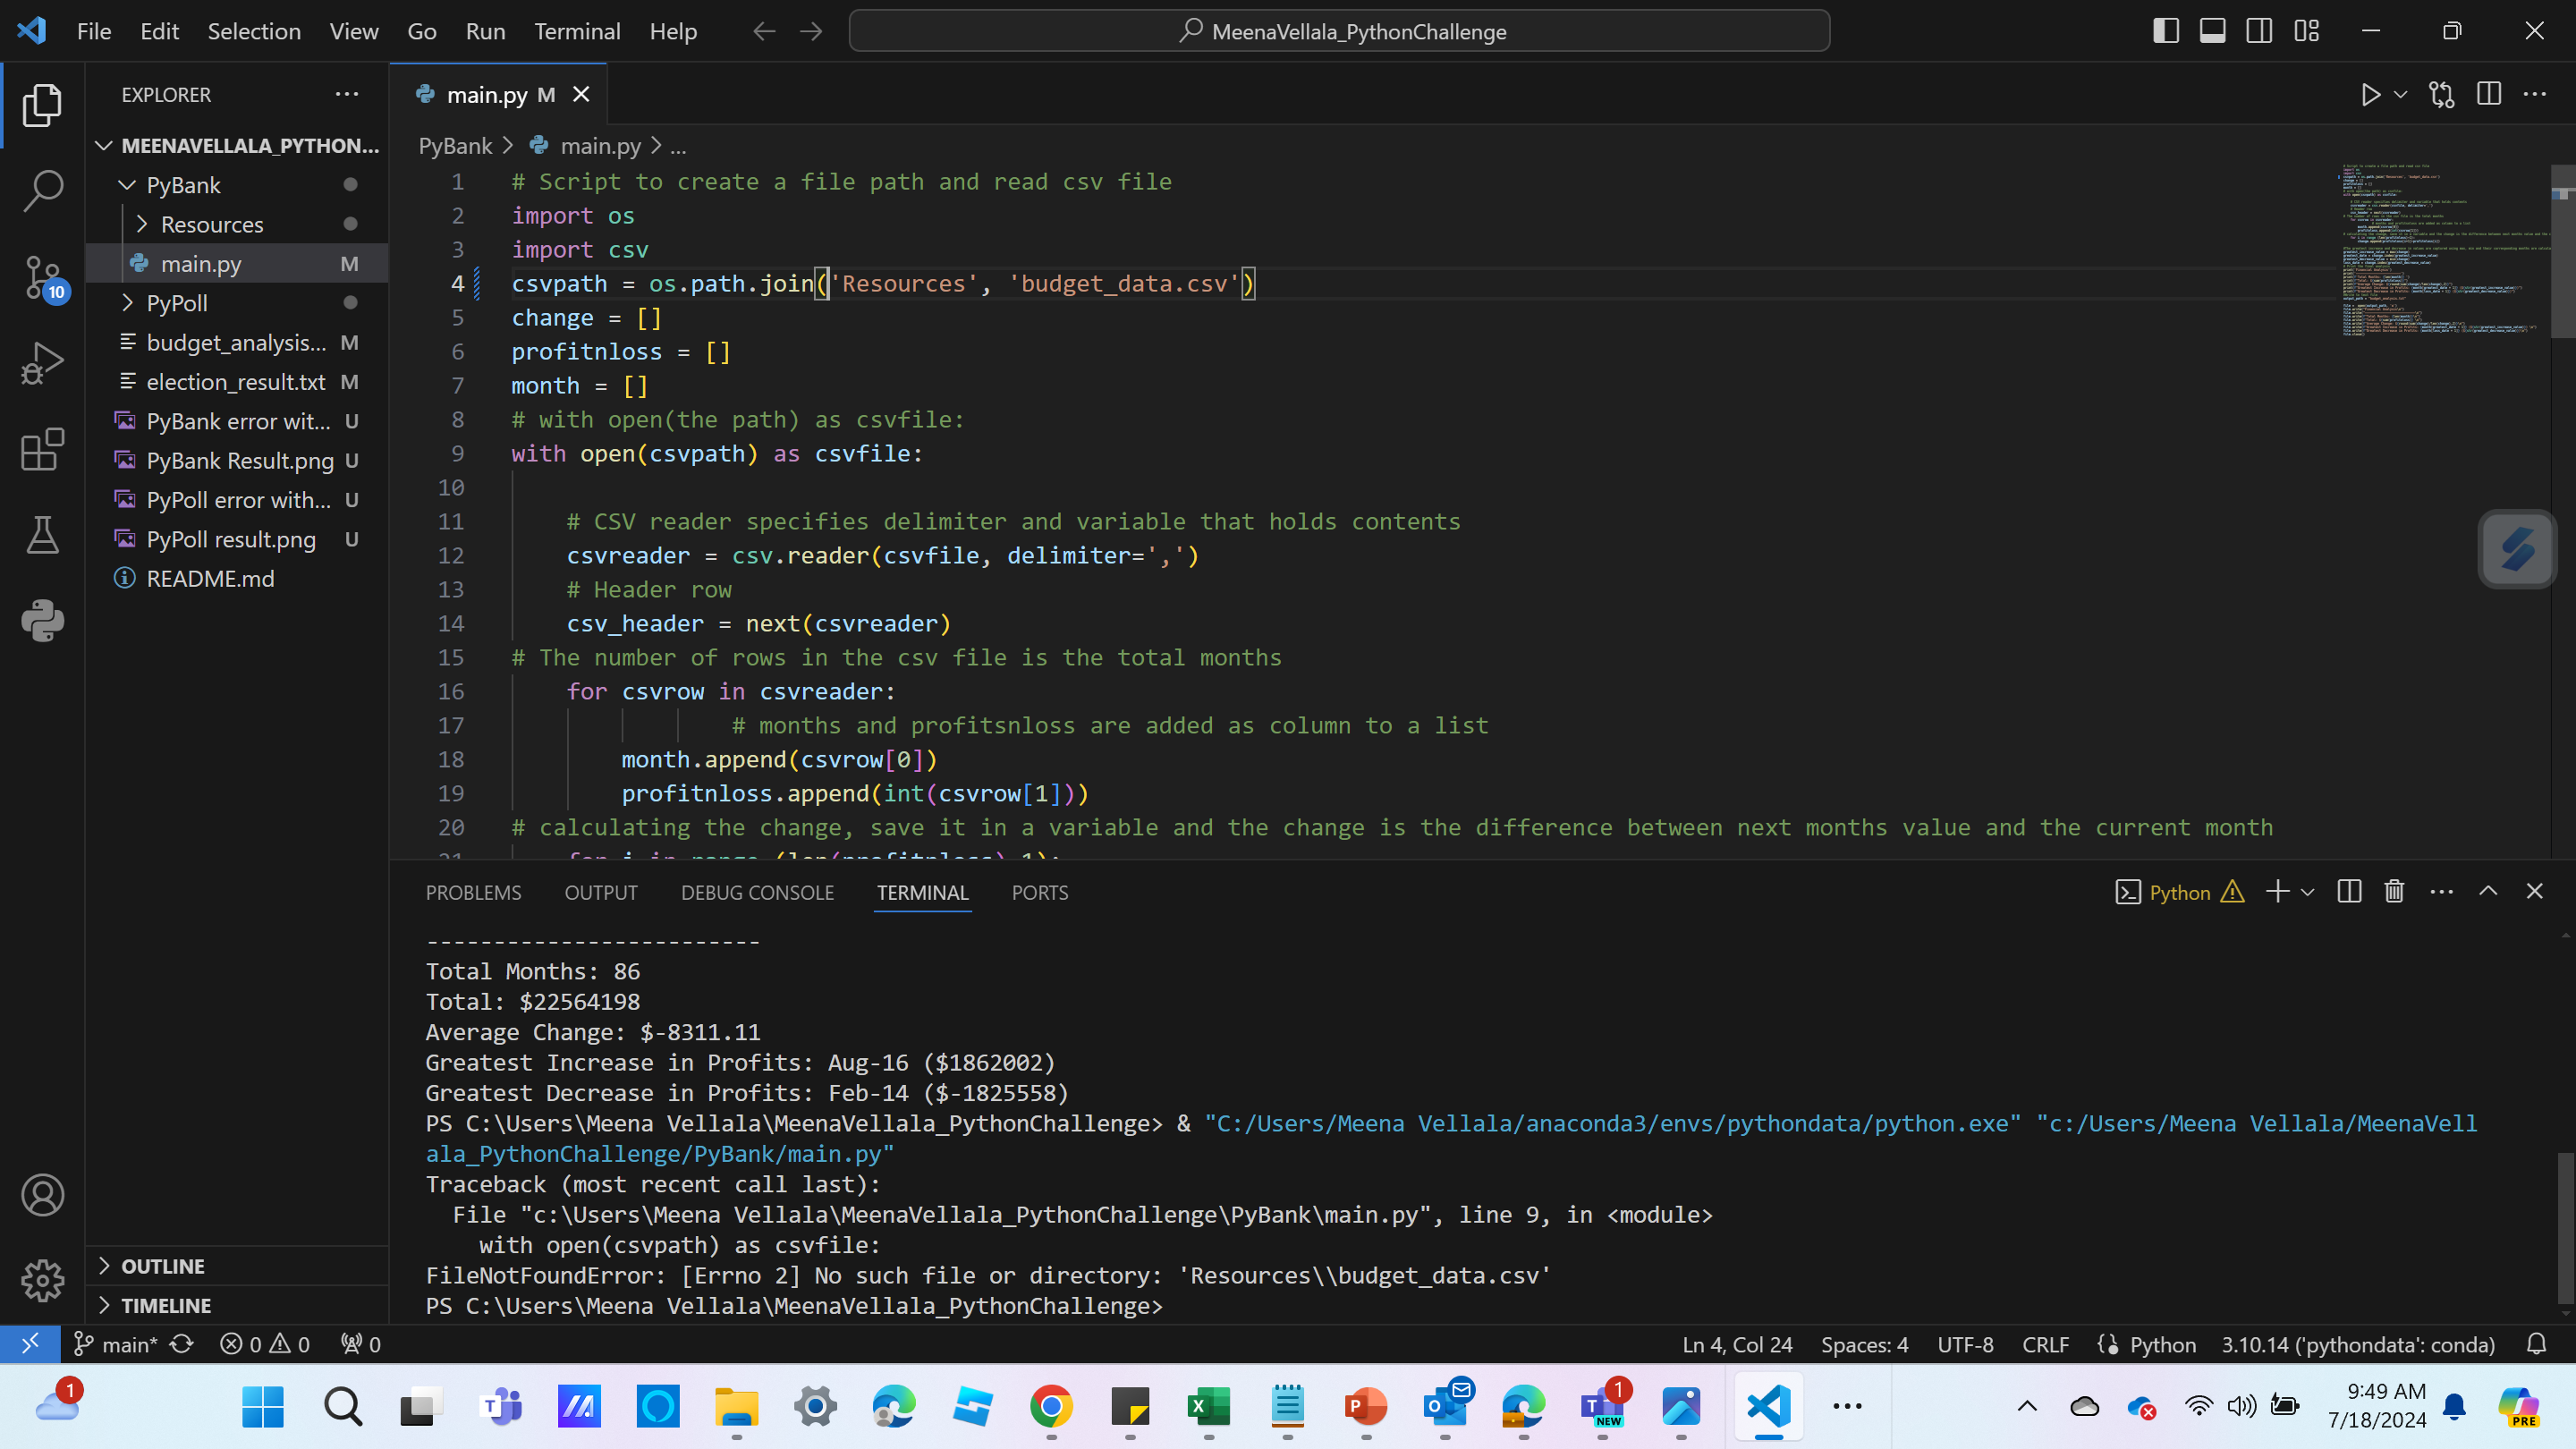 File Edit Selection View Go Run Terminal Help
MeenaVellala_PythonChallenge
EXPLORER
MEENAVELLALA_PYTHON...
PyBank
Resources
main.py M
PyPoll
budget_analysis... M
election_result.txt M
PyBank error wit... U
PyBank Result.png U
PyPoll error with... U
PyPoll result.png U
README.md
OUTLINE
TIMELINE
10
main.py M
PyBank > main.py > ...
1 # Script to create a file path and read csv file
2 import os
3 import csv
4 csvpath = os.path.join('Resources', 'budget_data.csv')
5 change = []
6 profitnloss = []
7 month = []
8 # with open(the path) as csvfile:
9 with open(csvpath) as csvfile:
10
11 # CSV reader specifies delimiter and variable that holds contents
12 csvreader = csv.reader(csvfile, delimiter=',')
13 # Header row
14 csv_header = next(csvreader)
15 # The number of rows in the csv file is the total months
16 for csvrow in csvreader:
17 # months and profitsnloss are added as column to a list
18 month.append(csvrow[0])
19 profitnloss.append(int(csvrow[1]))
20 # calculating the change, save it in a variable and the change is the difference between next months value and the current month
PROBLEMS OUTPUT DEBUG CONSOLE TERMINAL PORTS
Python
-------------------------
Total Months: 86
Total: $22564198
Average Change: $-8311.11
Greatest Increase in Profits: Aug-16 ($1862002)
Greatest Decrease in Profits: Feb-14 ($-1825558)
PS C:\Users\Meena Vellala\MeenaVellala_PythonChallenge> & "C:/Users/Meena Vellala/anaconda3/envs/pythondata/python.exe" "c:/Users/Meena Vellala/MeenaVell
ala_PythonChallenge/PyBank/main.py"
Traceback (most recent call last):
File "c:\Users\Meena Vellala\MeenaVellala_PythonChallenge\PyBank\main.py", line 9, in <module>
with open(csvpath) as csvfile:
FileNotFoundError: [Errno 2] No such file or directory: 'Resources\\budget_data.csv'
PS C:\Users\Meena Vellala\MeenaVellala_PythonChallenge>
main* 0 0 0
Ln 4, Col 24 Spaces: 4 UTF-8 CRLF Python 3.10.14 ('pythondata': conda)
1
1
NEW
9:49 AM
7/18/2024
PRE